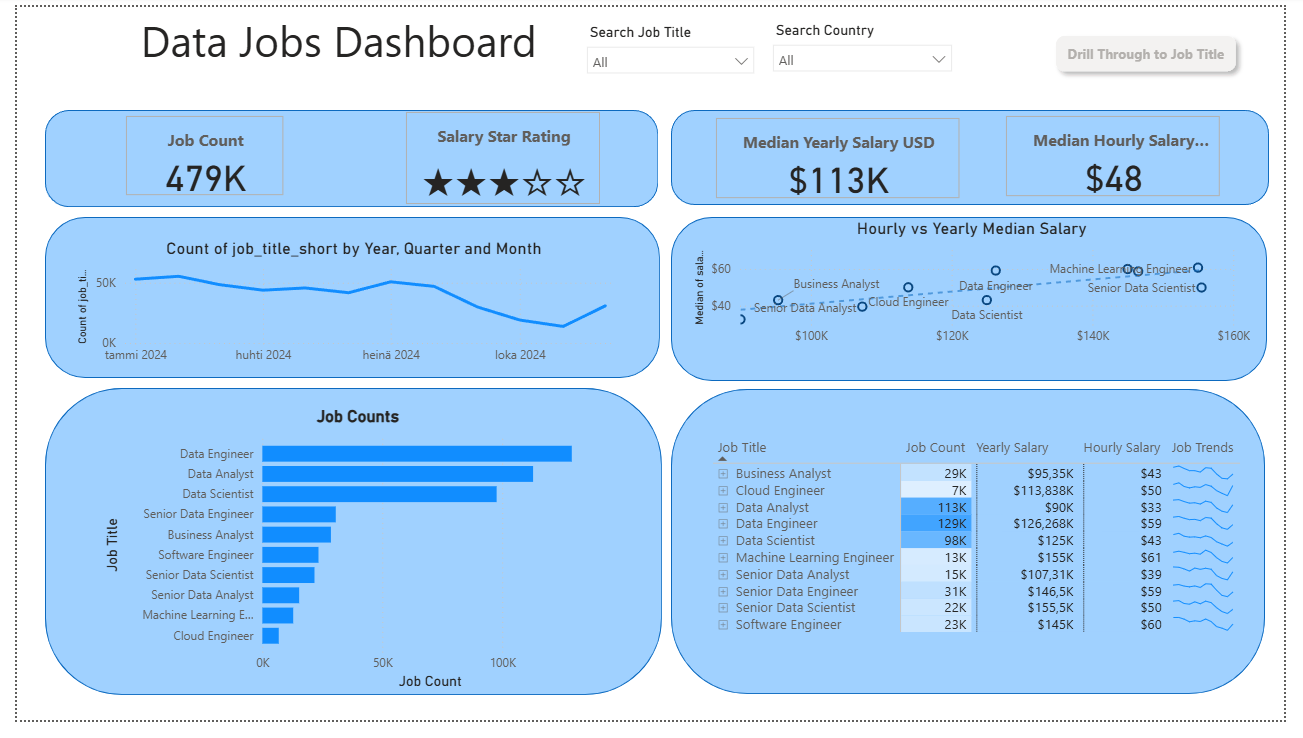 Data Jobs Dashboard
Search Job Title
All
Search Country
All
Drill Through to Job Title
Job Count
479K
Salary Star Rating
★★★☆☆
Median Yearly Salary USD
$113K
Median Hourly Salary...
$48
Count of job_title_short by Year, Quarter and Month
Count of job_ti...
50K
0K
tammi 2024
huhti 2024
heinä 2024
loka 2024
Hourly vs Yearly Median Salary
Median of sala...
$60
$40
Business Analyst
Senior Data Analyst
Cloud Engineer
Data Engineer
Data Scientist
Machine Learning Engineer
Senior Data Scientist
$100K
$120K
$140K
$160K
Job Counts
Job Title
Data Engineer
Data Analyst
Data Scientist
Senior Data Engineer
Business Analyst
Software Engineer
Senior Data Scientist
Senior Data Analyst
Machine Learning E...
Cloud Engineer
0K 50K 100K
Job Count
Job Title Job Count Yearly Salary Hourly Salary Job Trends
Business Analyst 29K $95,35K $43
Cloud Engineer 7K $113,838K $50
Data Analyst 113K $90K $33
Data Engineer 129K $126,268K $59
Data Scientist 98K $125K $43
Machine Learning Engineer 13K $155K $61
Senior Data Analyst 15K $107,31K $39
Senior Data Engineer 31K $146,5K $59
Senior Data Scientist 22K $155,5K $50
Software Engineer 23K $145K $60